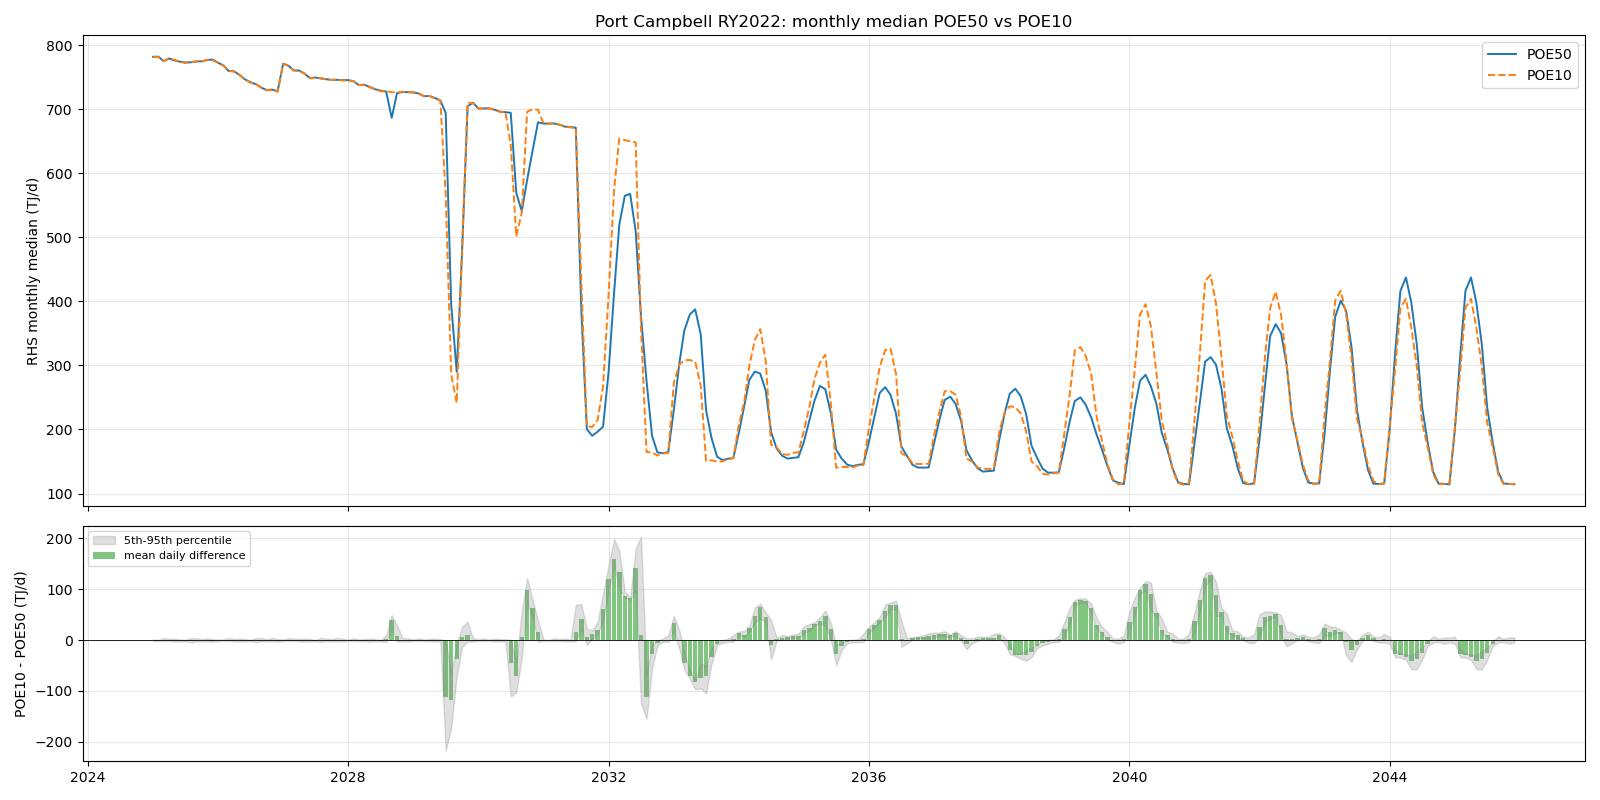 Port Campbell RY2022: monthly median POE50 vs POE10
RHS monthly median (TJ/d)
800
700
600
500
400
300
200
100
POE50
POE10
POE10 - POE50 (TJ/d)
200
100
0
−100
−200
5th-95th percentile
mean daily difference
2024
2028
2032
2036
2040
2044